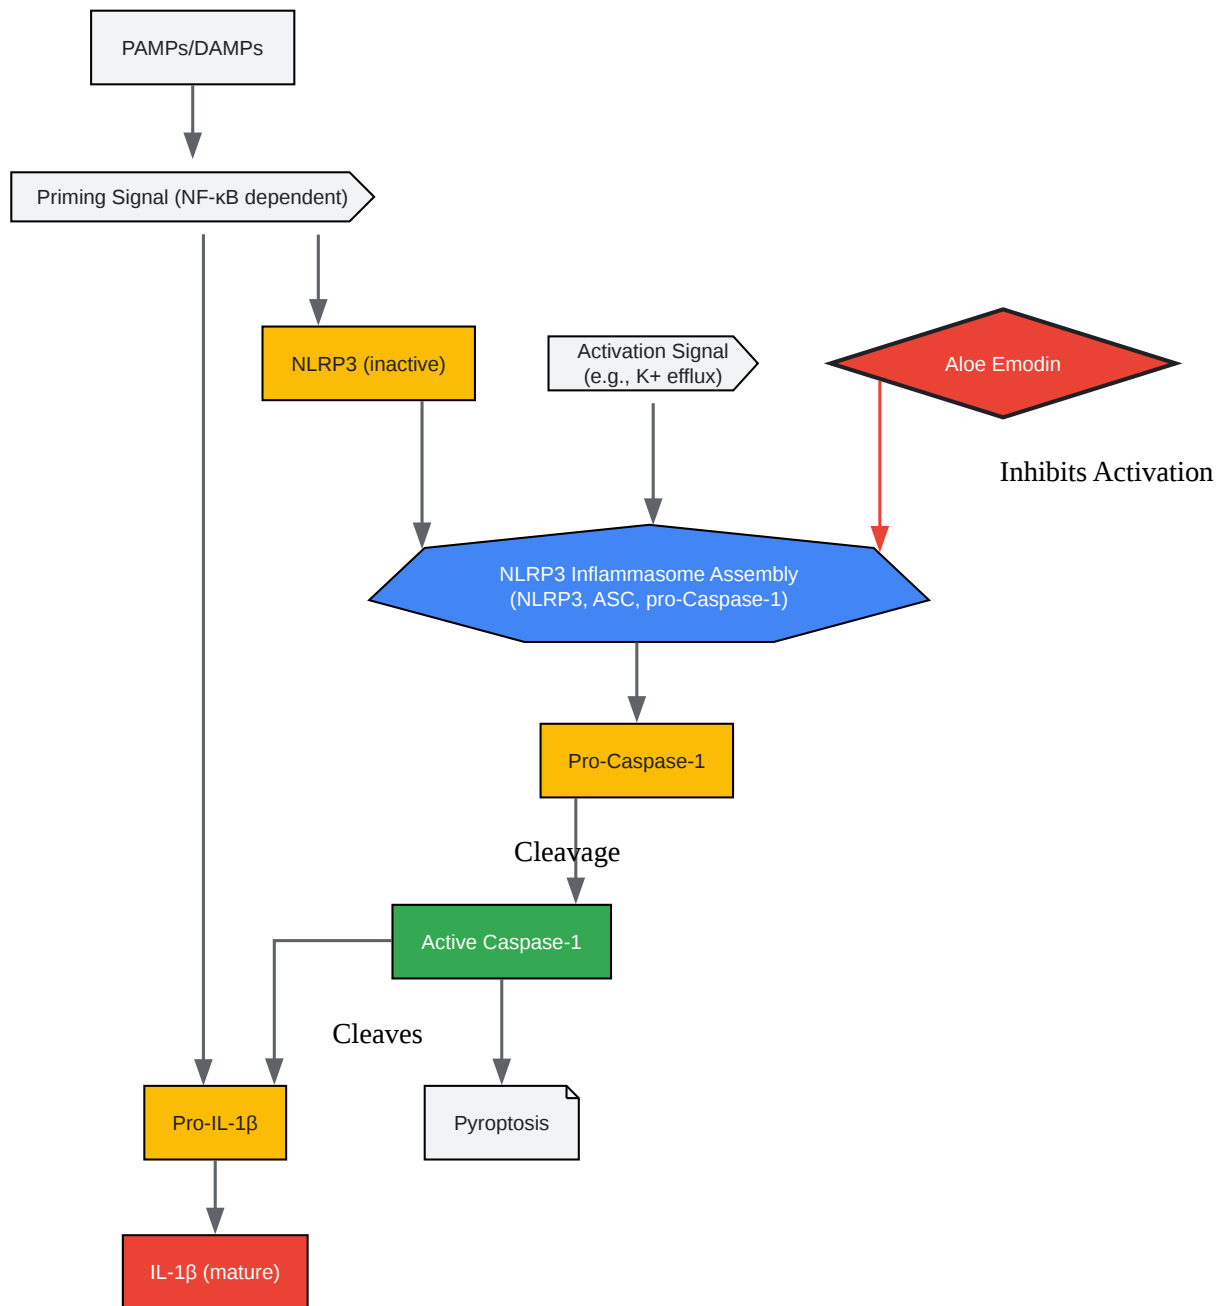 PAMPs/DAMPs
Priming Signal (NF-κB dependent)
NLRP3 (inactive)
Activation Signal
(e.g., K+ efflux)
Aloe Emodin
Inhibits Activation
NLRP3 Inflammasome Assembly
(NLRP3, ASC, pro-Caspase-1)
Pro-Caspase-1
Cleavage
Active Caspase-1
Cleaves
Pro-IL-1β
Pyroptosis
IL-1β (mature)